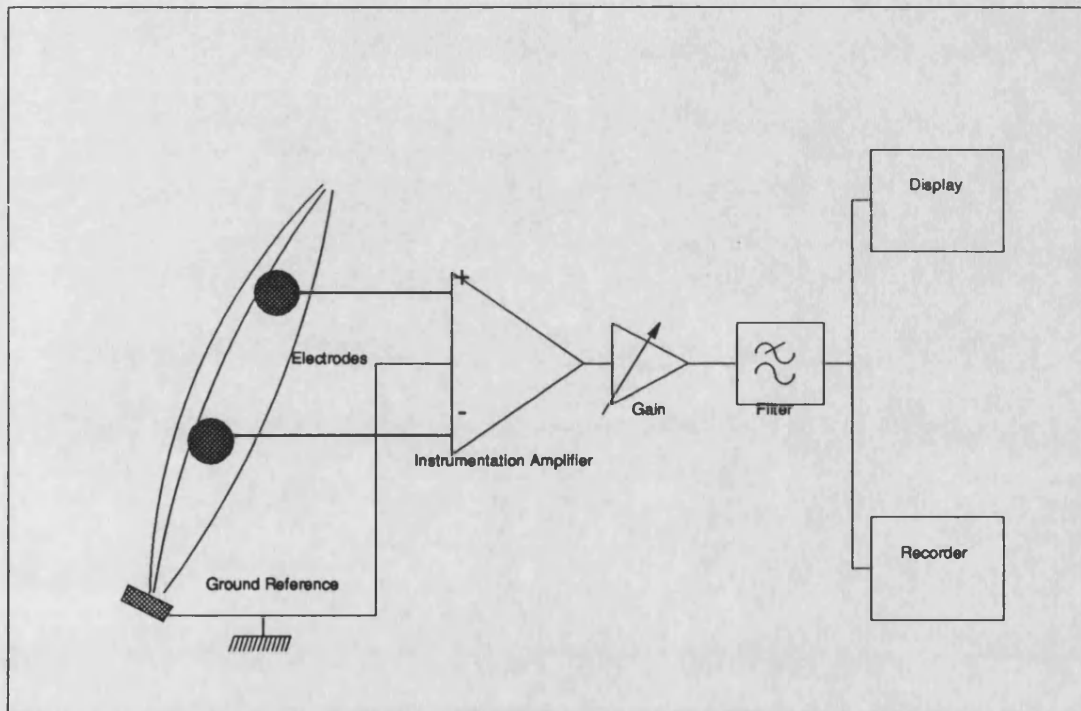 Display
+
Electrodes
-
Gain
Filter
Instrumentation Amplifier
Recorder
Ground Reference